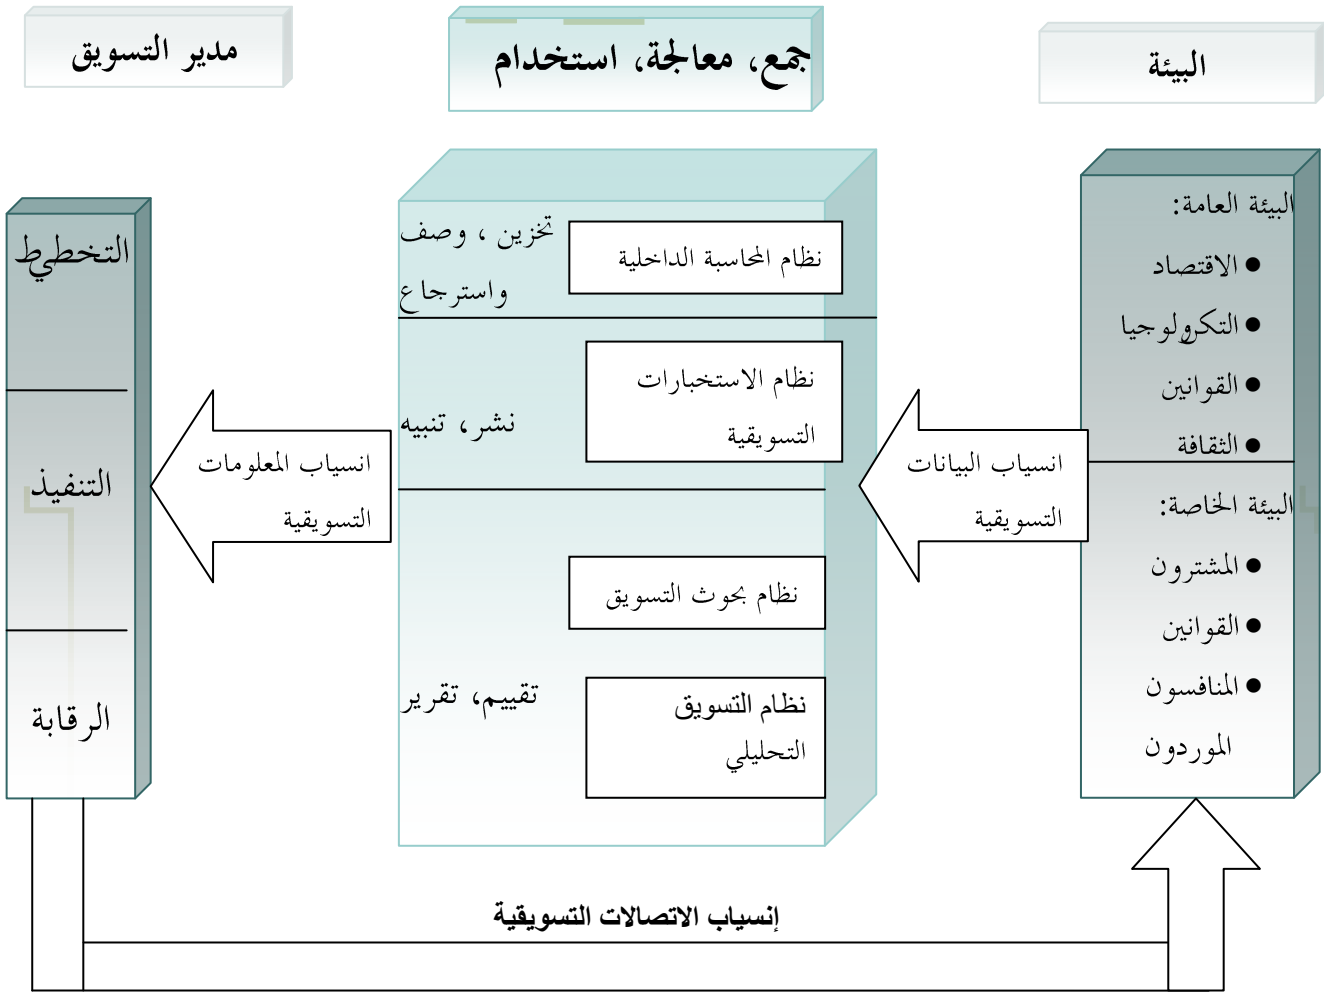 البيئة
جمع، معالجة، استخدام
مدير التسويق
البيئة العامة:
● الاقتصاد
● التكرولوجيا
● القوانين
● الثقافة
البيئة الخاصة:
● المشترون
● القوانين
● المنافسون
الموردون
انسياب البيانات
التسويقية
نظام المحاسبة الداخلية
تخزين ، وصف
واسترجاع
نظام الاستخبارات
التسويقية
نشر، تنبيه
نظام بحوث التسويق
نظام التسويق
التحليلي
تقييم، تقرير
انسياب المعلومات
التسويقية
التخطيط
التنفيذ
الرقابة
إنسياب الاتصالات التسويقية